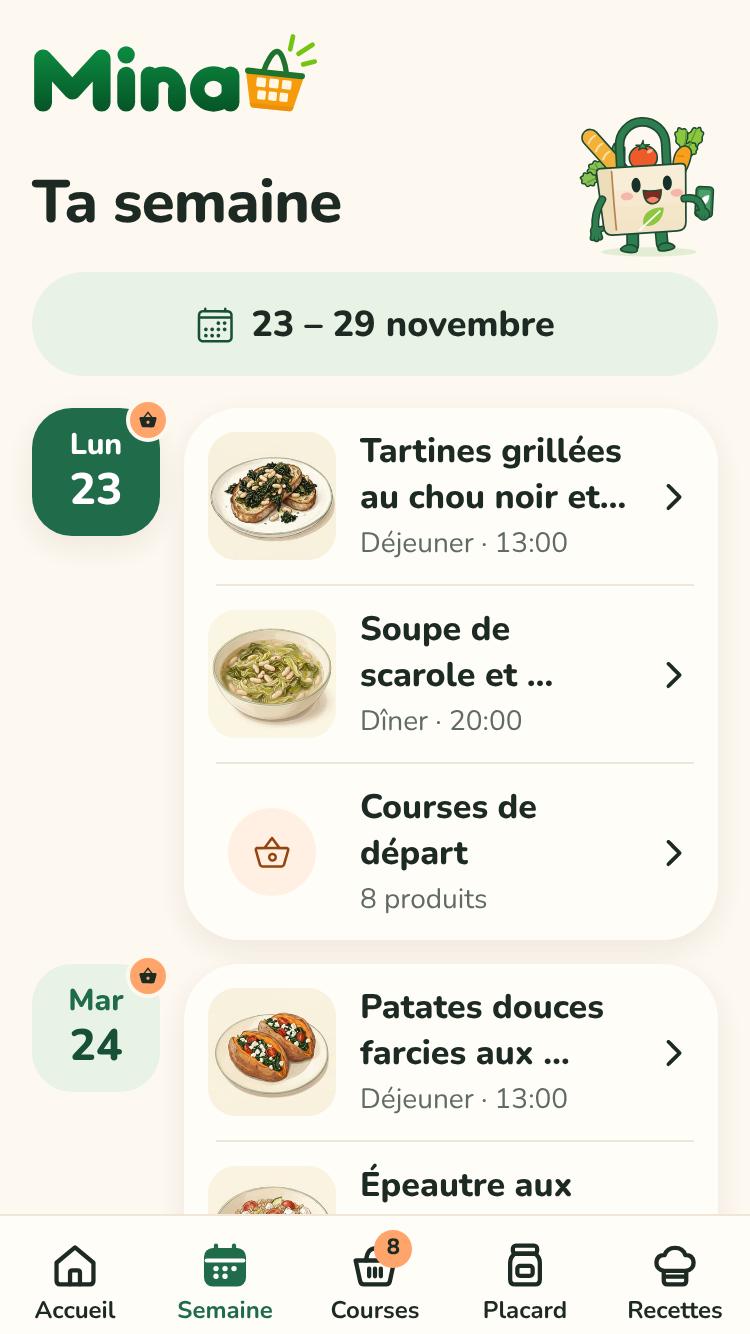 Mina
Ta semaine
23 – 29 novembre
Lun
23
Tartines grillées
au chou noir et...
Déjeuner · 13:00
Soupe de
scarole et ...
Dîner · 20:00
Courses de
départ
8 produits
Mar
24
Patates douces
farcies aux ...
Déjeuner · 13:00
Épeautre aux
8
Accueil
Semaine
Courses
Placard
Recettes